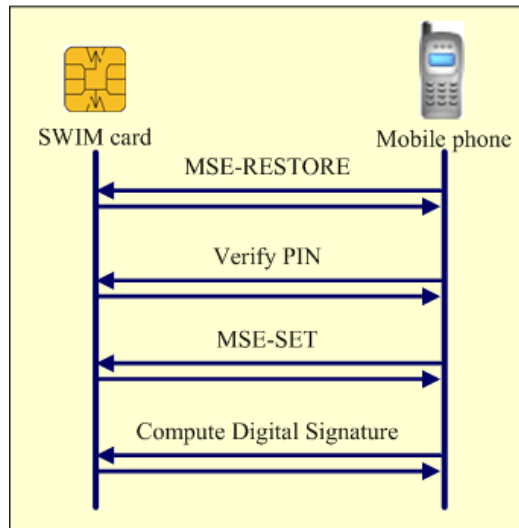 SWIM card
Mobile phone
MSE-RESTORE
Verify PIN
MSE-SET
Compute Digital Signature